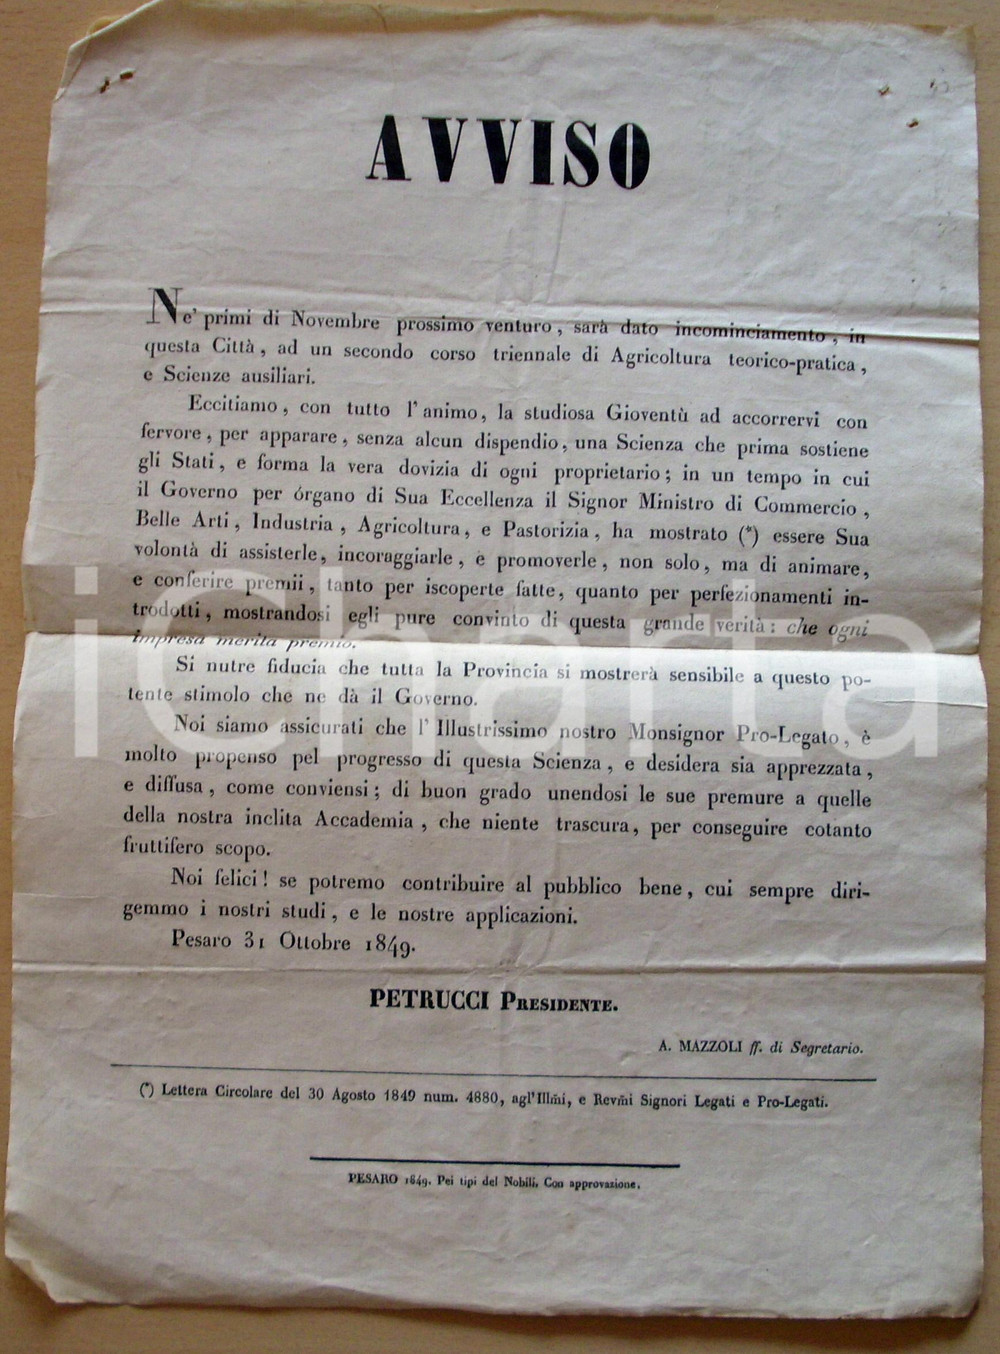 AVVISO
Ne' primi di Novembre prossimo venturo, sarà dato incominciamento, in
questa Città, ad un secondo corso triennale di Agricoltura teorico-pratica,
e Scienze ausiliari.
Eccitiamo, con tutto l'animo, la studiosa Gioventù ad accorrervi con
fervore, per apparare, senza alcun dispendio, una Scienza che prima sostiene
gli Stati, e forma la vera dovizia di ogni proprietario; in un tempo in cui
il Governo per órgano di Sua Eccellenza il Signor Ministro di Commercio,
Belle Arti, Industria, Agricoltura, e Pastorizia, ha mostrato (*) essere Sua
volontà di assisterle, incoraggiarle, e promoverle, non solo, ma di animare,
e conferire premii, tanto per iscoperte fatte, quanto per perfezionamenti in-
trodotti, mostrandosi egli pure convinto di questa grande verità: che ogni
impresa merita premio.
Si nutre fiducia che tutta la Provincia si mostrerà sensibile a questo po-
tente stimolo che ne dà il Governo.
Noi siamo assicurati che l'Illustrissimo nostro Monsignor Pro-Legato, è
molto propenso pel progresso di questa Scienza, e desidera sia apprezzata,
e diffusa, come conviensi; di buon grado unendosi le sue premure a quelle
della nostra inclita Accademia, che niente trascura, per conseguire cotanto
fruttifero scopo.
Noi felici! se potremo contribuire al pubblico bene, cui sempre diri-
gemmo i nostri studi, e le nostre applicazioni.
Pesaro 31 Ottobre 1849.
PETRUCCI PRESIDENTE.
A. MAZZOLI ff. di Segretario.
(*) Lettera Circolare del 30 Agosto 1849 num. 4880, agl'Illm̃i, e Revm̃i Signori Legati e Pro-Legati.
PESARO 1849. Pei tipi del Nobili. Con approvazione.
iCharta